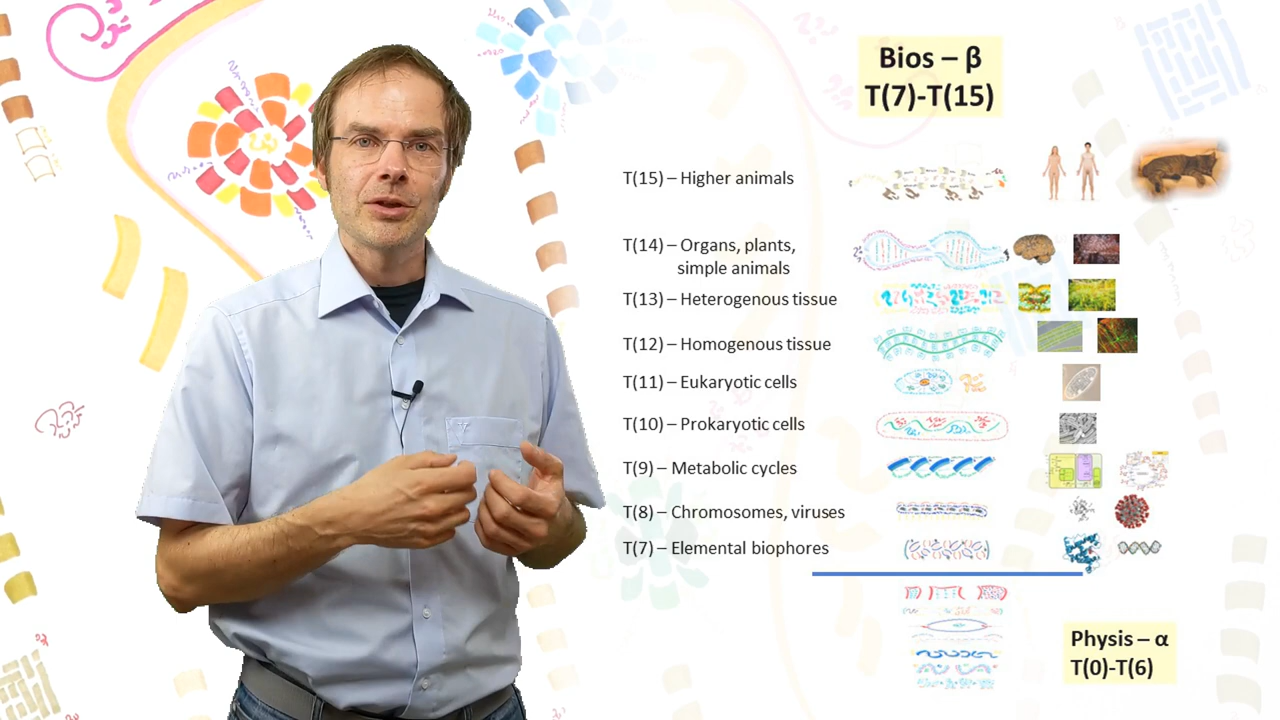 Bios – β
T(7)-T(15)
T(15) – Higher animals
T(14) – Organs, plants,
simple animals
T(13) – Heterogenous tissue
T(12) – Homogenous tissue
T(11) – Eukaryotic cells
T(10) – Prokaryotic cells
T(9) – Metabolic cycles
T(8) – Chromosomes, viruses
T(7) – Elemental biophores
Physis – α
T(0)-T(6)